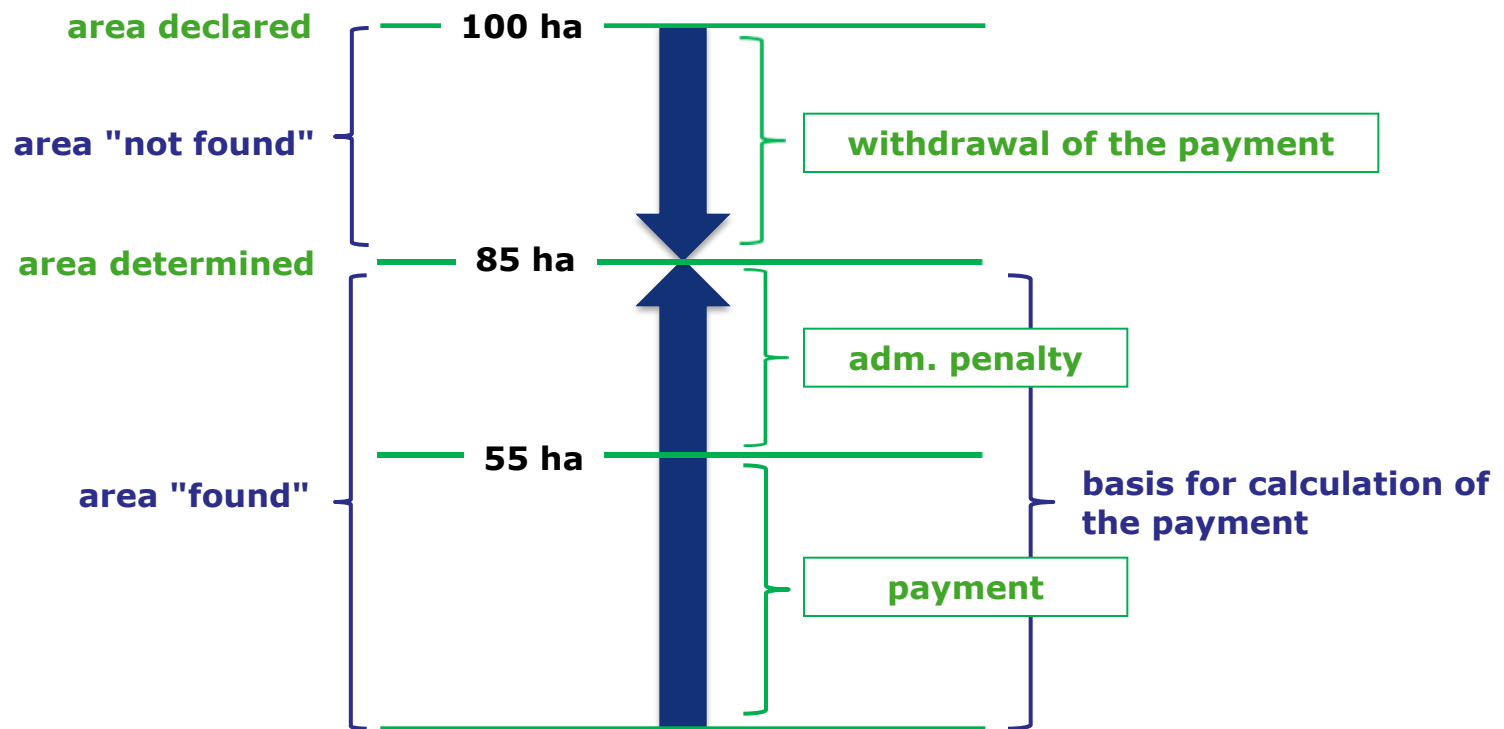 area declared
100 ha
area "not found"
withdrawal of the payment
area determined
85 ha
adm. penalty
55 ha
area "found"
basis for calculation of
the payment
payment